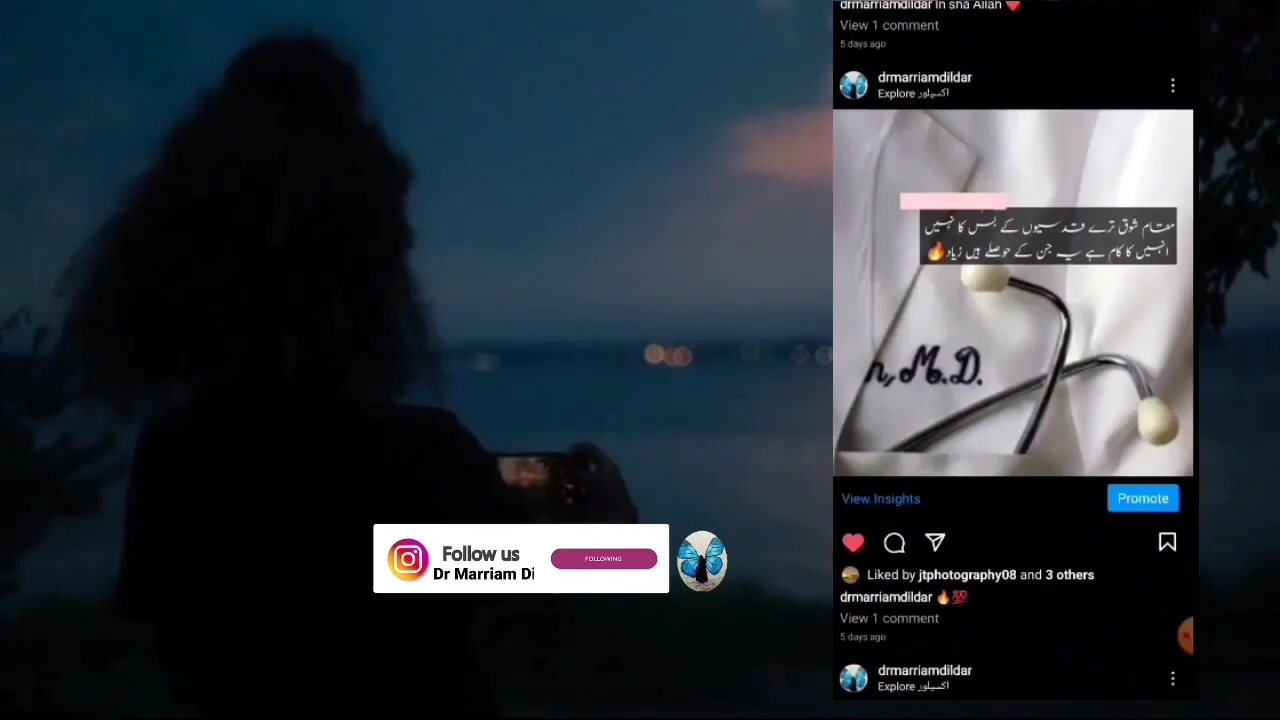 drmarriamdildar In sha Allah ❤️
View 1 comment
5 days ago
drmarriamdildar
Explore اکسپلور
مقام شوق ترے قدسیوں کے بس کا نہیں
انہیں کا کام ہے یہ جن کے حوصلے ہیں زیاد🔥
n, M.D.
View Insights
Promote
Liked by jtphotography08 and 3 others
drmarriamdildar 🔥💯
View 1 comment
5 days ago
drmarriamdildar
Explore اکسپلور
Follow us
Dr Marriam Di
FOLLOWING